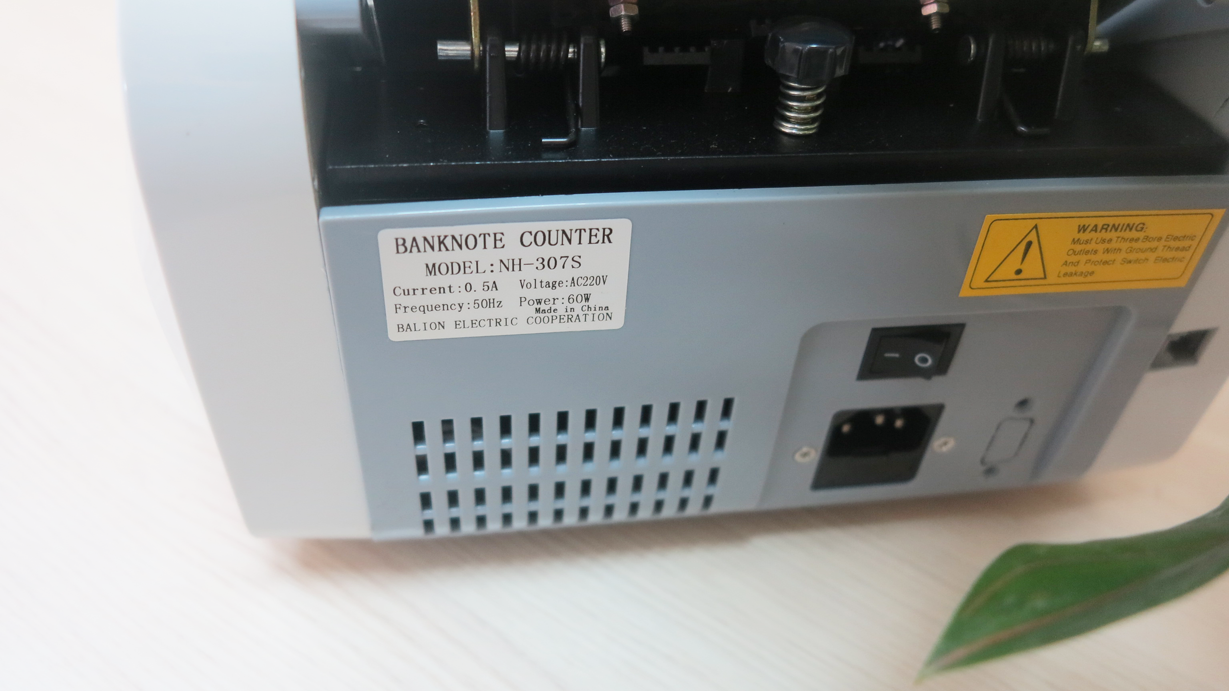 BANKNOTE COUNTER
MODEL:NH-307S
Current:0.5A Voltage:AC220V
Frequency:50Hz Power:60W
Made in China
BALION ELECTRIC COOPERATION
WARNING:
Must Use Three Bore Electric
Outlets With Ground Thread
And Protect Switch Electric
Leakage